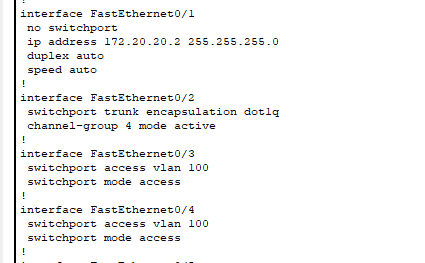 !
interface FastEthernet0/1
no switchport
ip address 172.20.20.2 255.255.255.0
duplex auto
speed auto
!
interface FastEthernet0/2
switchport trunk encapsulation dot1q
channel-group 4 mode active
!
interface FastEthernet0/3
switchport access vlan 100
switchport mode access
!
interface FastEthernet0/4
switchport access vlan 100
switchport mode access
!